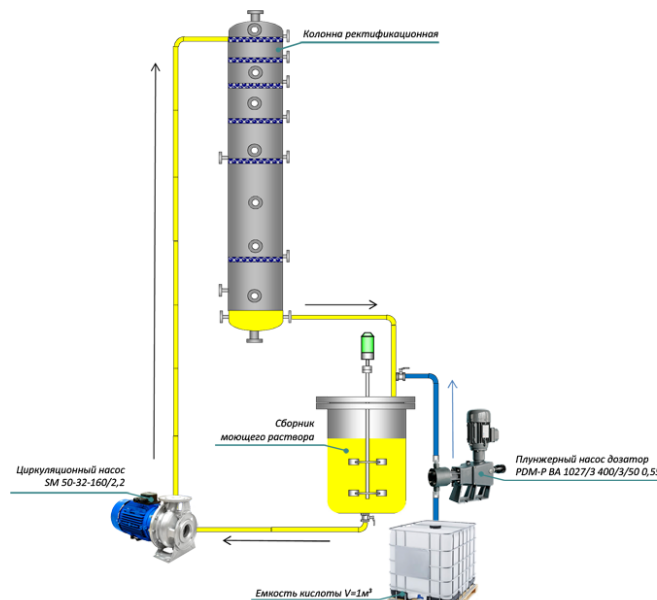 Колонна ректификационная
Сборник
моющего раствора
Циркуляционный насос
SM 50-32-160/2,2
Плунжерный насос дозатор
PDM-P BA 1027/3 400/3/50 0,5
Емкость кислоты V=1м³